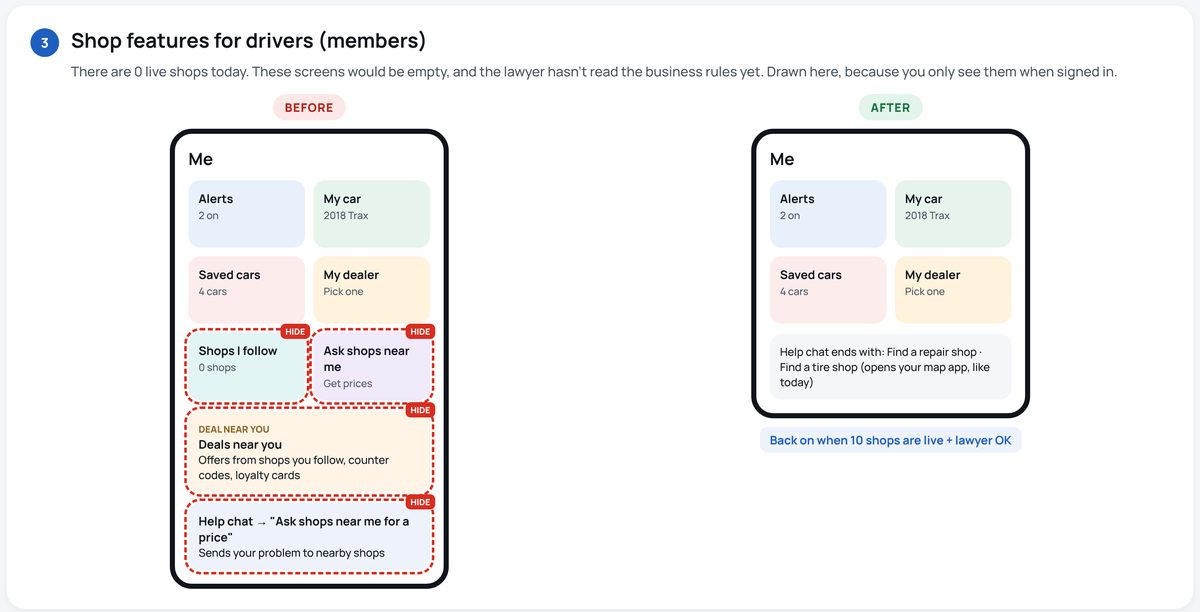 3
Shop features for drivers (members)
There are 0 live shops today. These screens would be empty, and the lawyer hasn't read the business rules yet. Drawn here, because you only see them when signed in.
BEFORE
Me
Alerts
2 on
My car
2018 Trax
Saved cars
4 cars
My dealer
Pick one
HIDE
Shops I follow
0 shops
HIDE
Ask shops near
me
Get prices
HIDE
DEAL NEAR YOU
Deals near you
Offers from shops you follow, counter
codes, loyalty cards
HIDE
Help chat → "Ask shops near me for a
price"
Sends your problem to nearby shops
AFTER
Me
Alerts
2 on
My car
2018 Trax
Saved cars
4 cars
My dealer
Pick one
Help chat ends with: Find a repair shop ·
Find a tire shop (opens your map app, like
today)
Back on when 10 shops are live + lawyer OK